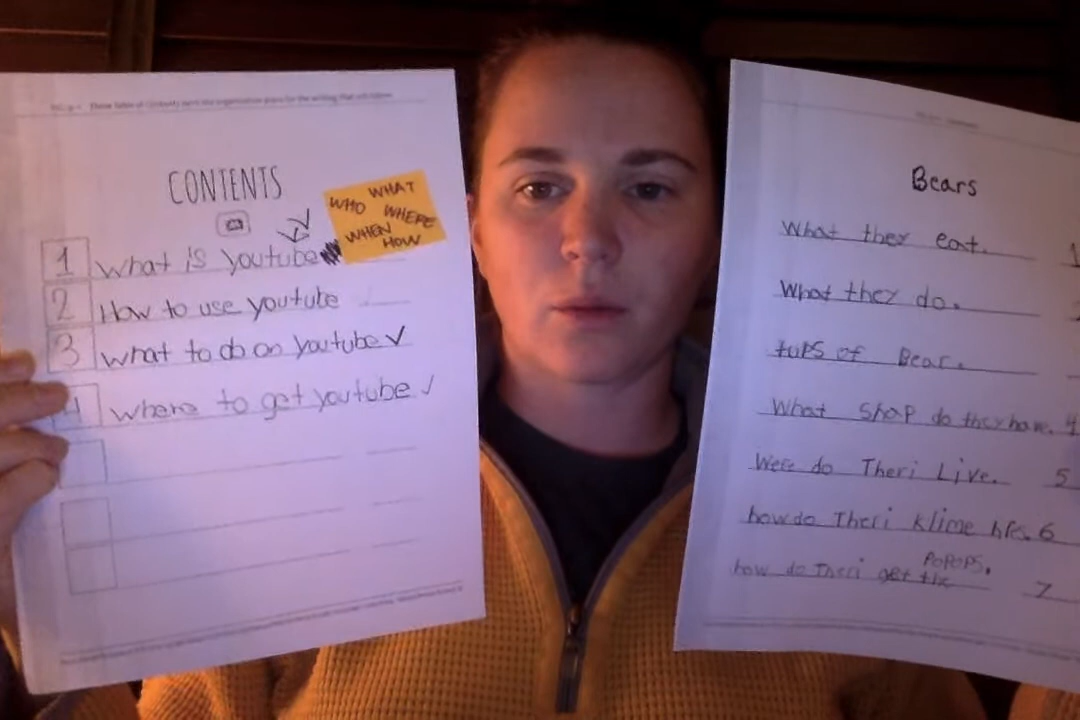 CONTENTS
WHAT
WHO WHERE
WHEN
HOW
1 What is youtube
2 How to use youtube
3 what to do on youtube ✓
4 where to get youtube ✓
Bears
What they eat. 1
What they do.
tips of Bear.
What Shap do they have. 4
Were do Theri Live. 5
how do Theri klime 6
POPOPS.
how do Theri get the 7